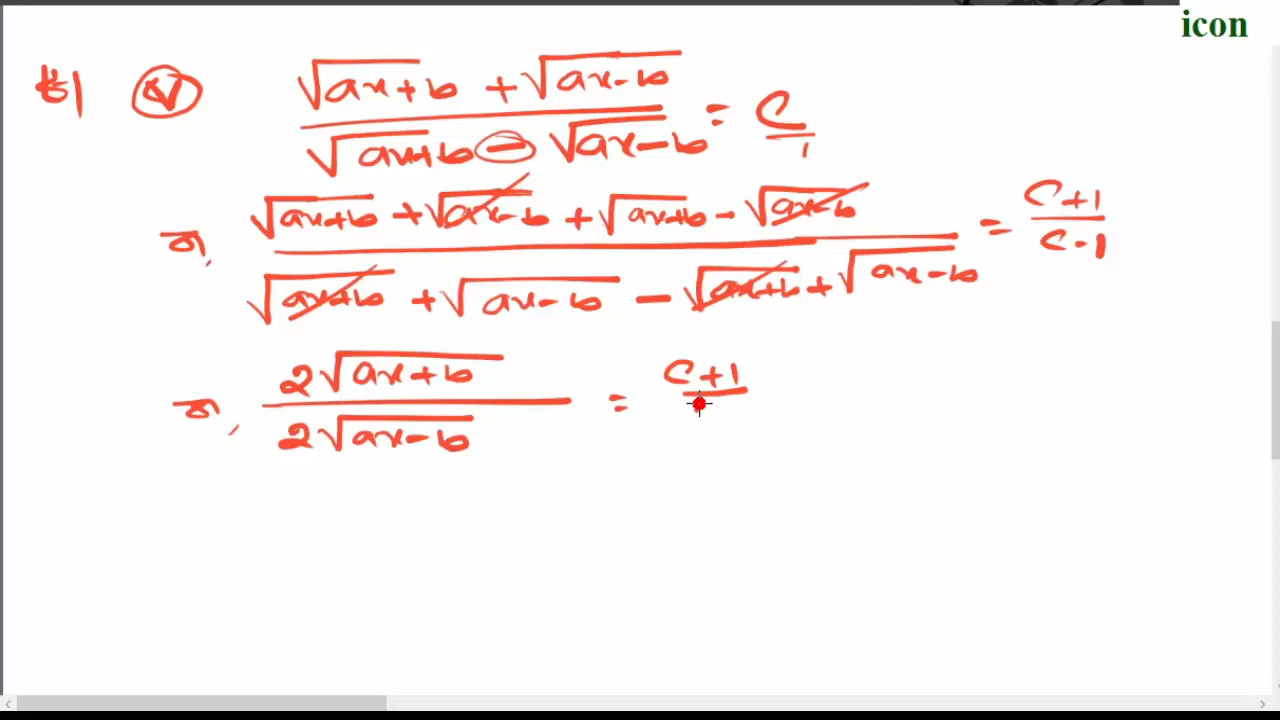 icon
ꠙ৬। (v) (√(ax+b) + √(ax-b)) / (√(ax+b) - √(ax-b)) = C/1
বা, (√(ax+b) + √(ax-b) + √(ax+b) - √(ax-b)) / (√(ax+b) + √(ax-b) - √(ax+b) + √(ax-b)) = (C+1)/(C-1)
বা, 2√(ax+b) / 2√(ax-b) = C+1